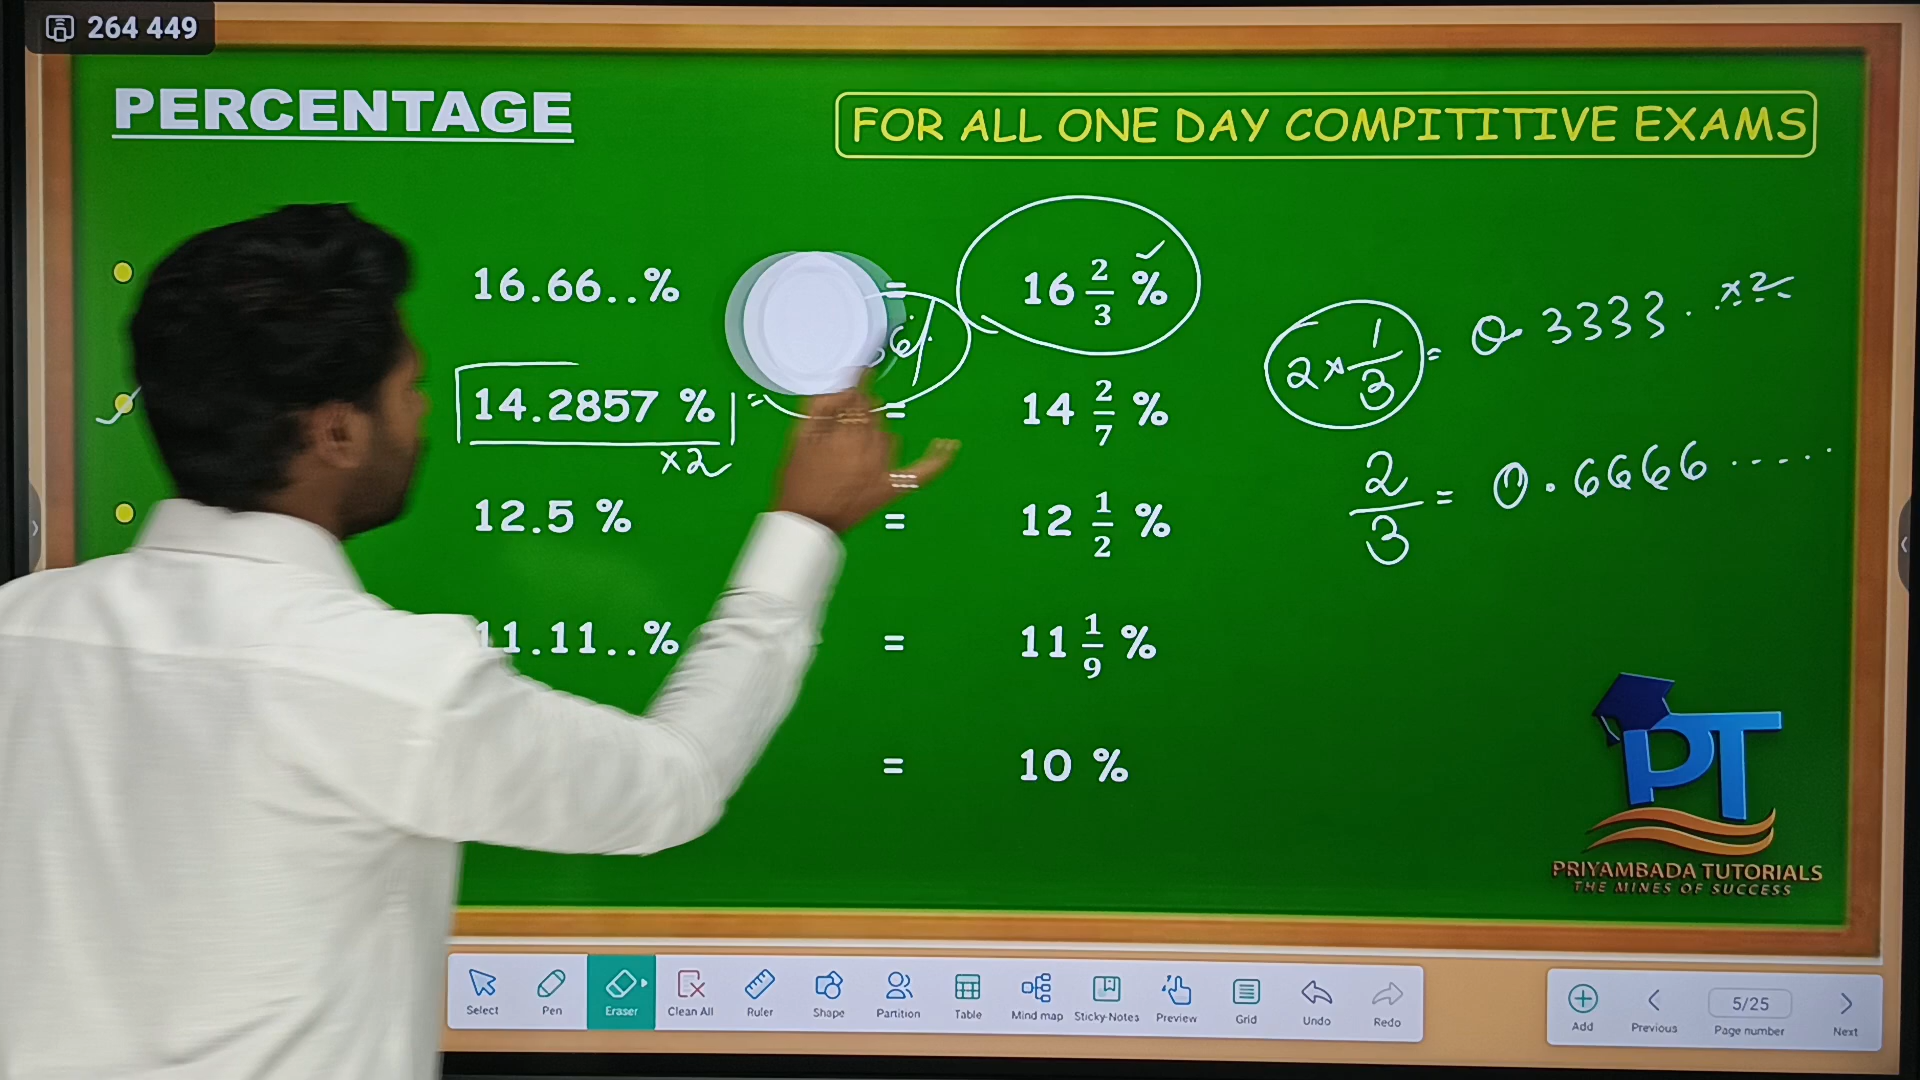 264 449
PERCENTAGE
FOR ALL ONE DAY COMPITITIVE EXAMS
16.66..% = 16 2/3 %
2 × 1/3 = 0 3333 ..... ×2
6%
14.2857 % = = 14 2/7 %
×2
2/3 = 0.6666 .....
12.5 % = 12 1/2 %
11.11..% = 11 1/9 %
= 10 %
PT
PRIYAMBADA TUTORIALS
THE MINES OF SUCCESS
Select Pen Eraser Clean All Ruler Shape Partition Table Mind map Sticky-Notes Preview Grid Undo Redo
5/25
Add Previous Page number Next